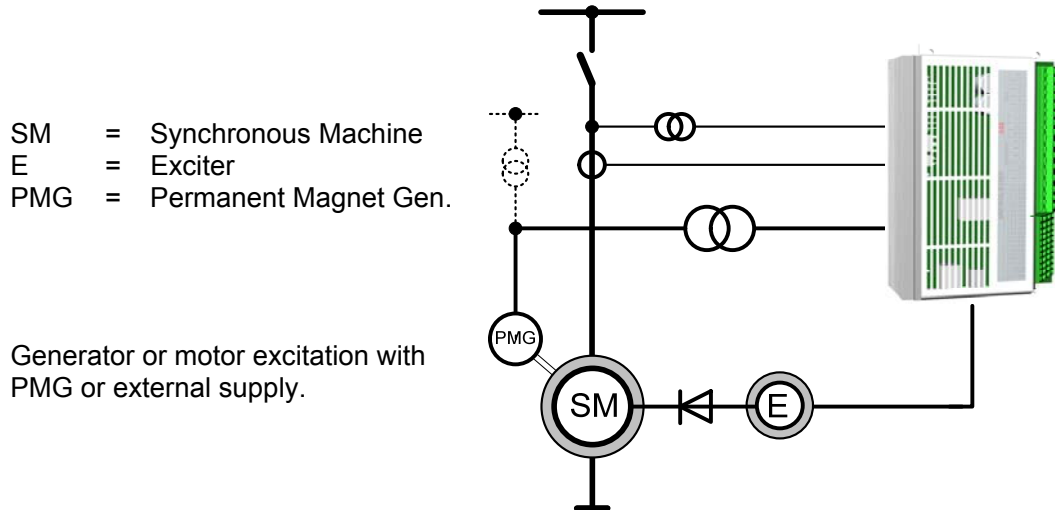 SM = Synchronous Machine
E = Exciter
PMG = Permanent Magnet Gen.
Generator or motor excitation with
PMG or external supply.
PMG
SM
E